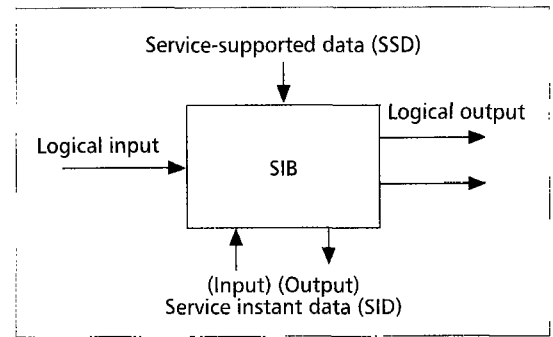 Service-supported data (SSD)
Logical output
Logical input
SIB
(Input) (Output)
Service instant data (SID)